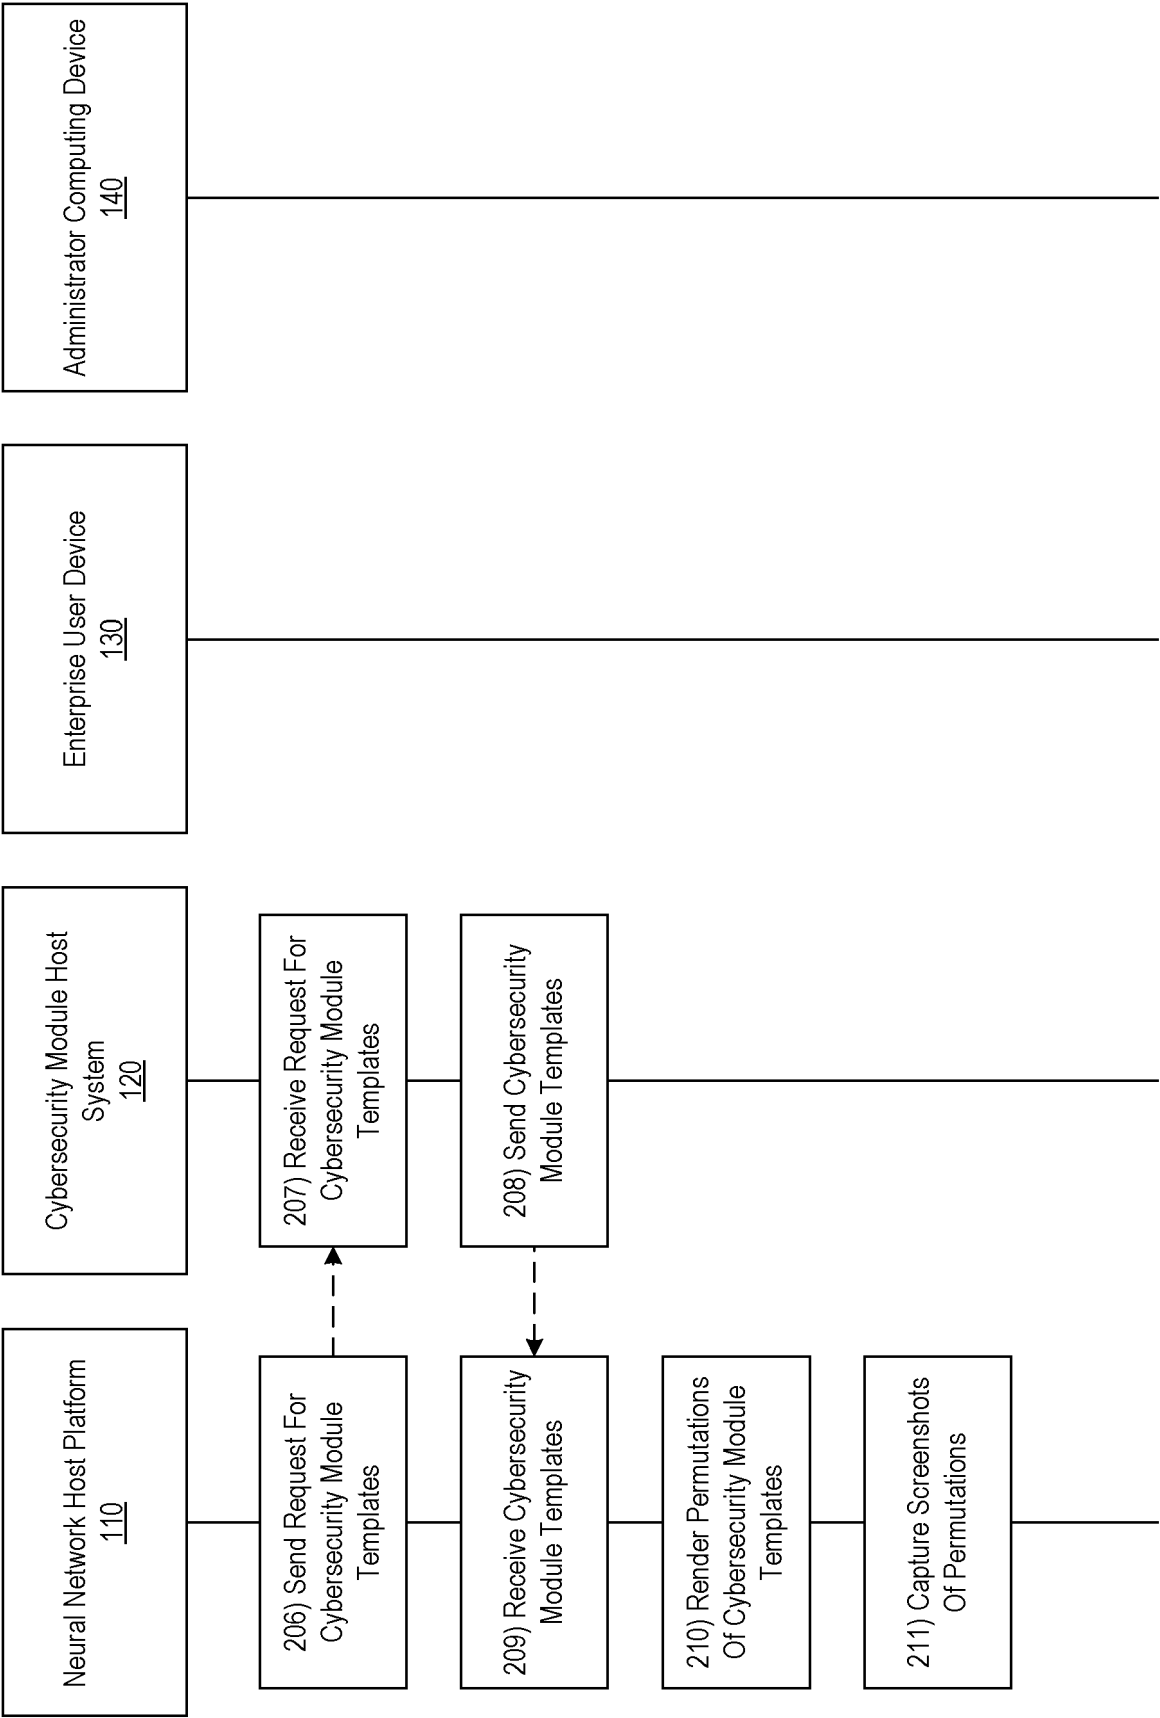 Neural Network Host Platform
110
Cybersecurity Module Host
System
120
Enterprise User Device
130
Administrator Computing Device
140
206) Send Request For
Cybersecurity Module
Templates
207) Receive Request For
Cybersecurity Module
Templates
209) Receive Cybersecurity
Module Templates
208) Send Cybersecurity
Module Templates
210) Render Permutations
Of Cybersecurity Module
Templates
211) Capture Screenshots
Of Permutations